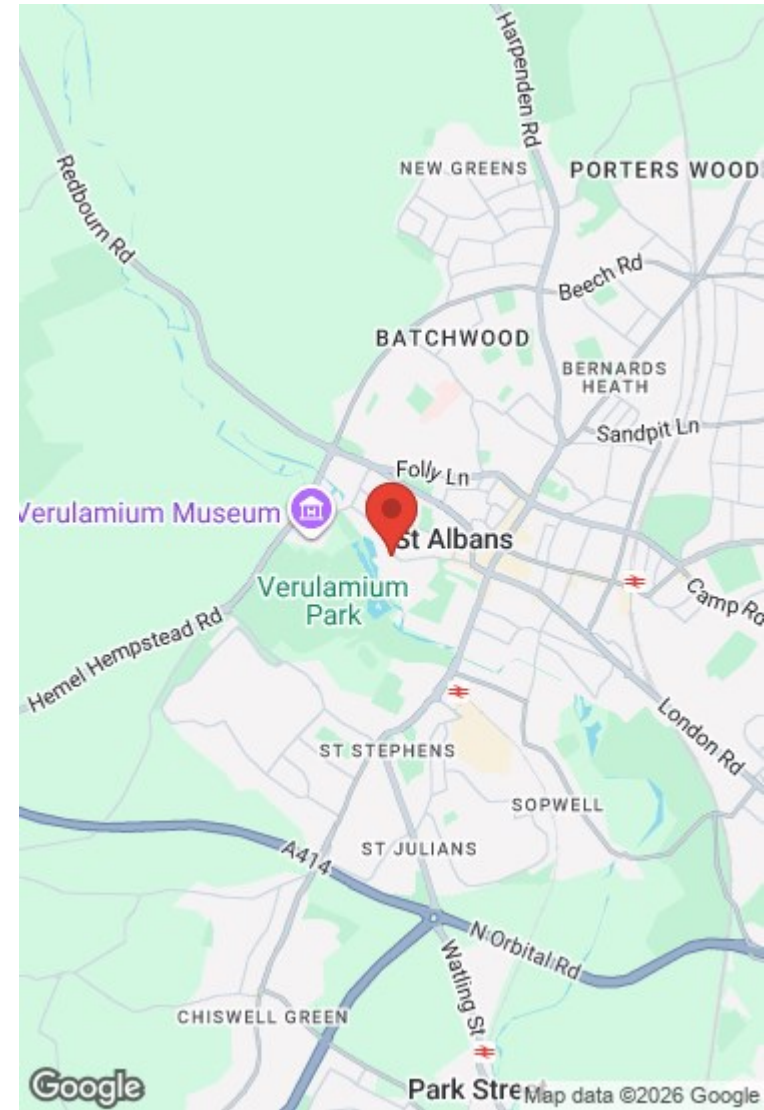 Harpenden Rd
NEW GREENS
PORTERS WOOD
Redbourn Rd
Beech Rd
BATCHWOOD
BERNARDS
HEATH
Sandpit Ln
Folly Ln
Verulamium Museum
St Albans
Verulamium
Park
Camp Rd
Hemel Hempstead Rd
London Rd
ST STEPHENS
SOPWELL
ST JULIANS
A414
N Orbital Rd
Watling St
CHISWELL GREEN
Park Stre
Google
Map data ©2026 Google